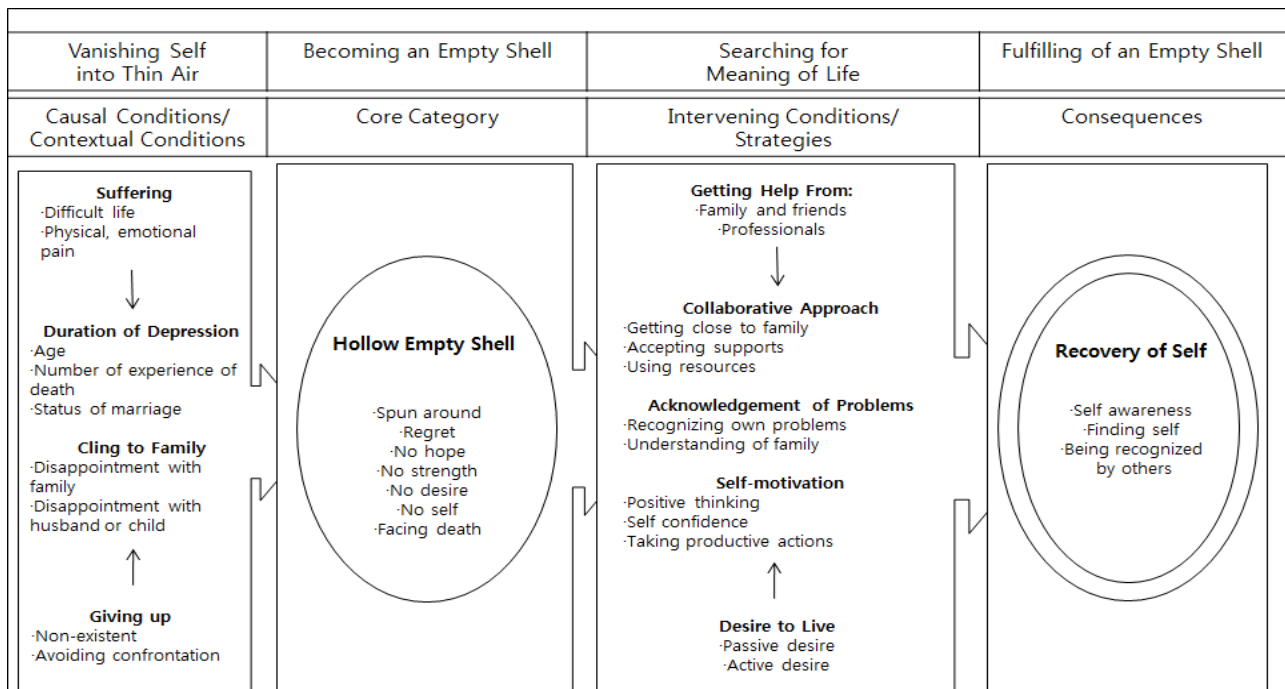 Vanishing Self
into Thin Air
Becoming an Empty Shell
Searching for
Meaning of Life
Fulfilling of an Empty Shell
Causal Conditions/
Contextual Conditions
Core Category
Intervening Conditions/
Strategies
Consequences
Suffering
·Difficult life
·Physical, emotional
pain
Duration of Depression
·Age
·Number of experience of
death
·Status of marriage
Cling to Family
·Disappointment with
family
·Disappointment with
husband or child
Giving up
·Non-existent
·Avoiding confrontation
Hollow Empty Shell
·Spun around
·Regret
·No hope
·No strength
·No desire
·No self
·Facing death
Getting Help From:
·Family and friends
·Professionals
Collaborative Approach
·Getting close to family
·Accepting supports
·Using resources
Acknowledgement of Problems
·Recognizing own problems
·Understanding of family
Self-motivation
·Positive thinking
·Self confidence
·Taking productive actions
Desire to Live
·Passive desire
·Active desire
Recovery of Self
·Self awareness
·Finding self
·Being recognized
by others